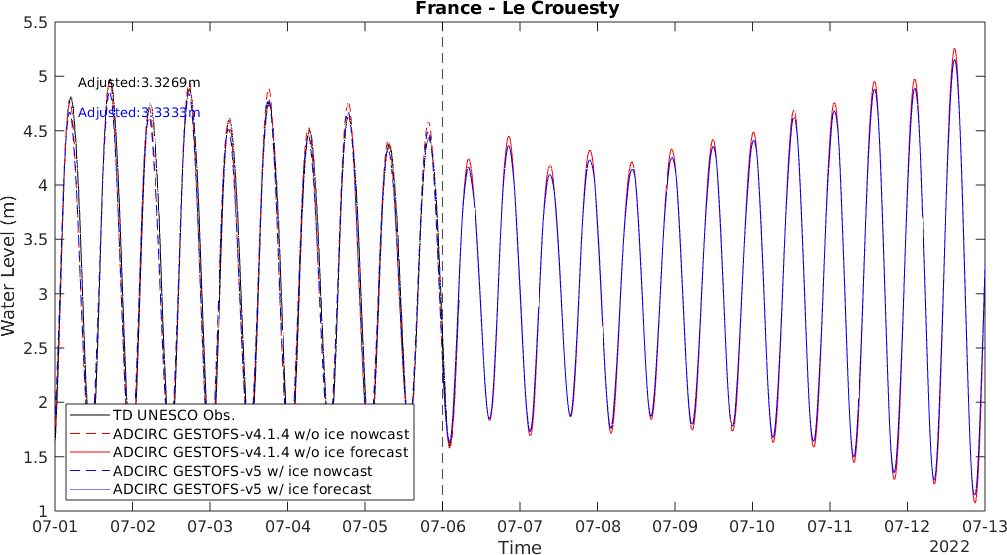 France - Le Crouesty
5.5
5
4.5
4
3.5
3
2.5
2
1.5
1
Water Level (m)
Adjusted:3.3269m
Adjusted:3.3333m
TD UNESCO Obs.
ADCIRC GESTOFS-v4.1.4 w/o ice nowcast
ADCIRC GESTOFS-v4.1.4 w/o ice forecast
ADCIRC GESTOFS-v5 w/ ice nowcast
ADCIRC GESTOFS-v5 w/ ice forecast
07-01 07-02 07-03 07-04 07-05 07-06 07-07 07-08 07-09 07-10 07-11 07-12 07-13
Time
2022